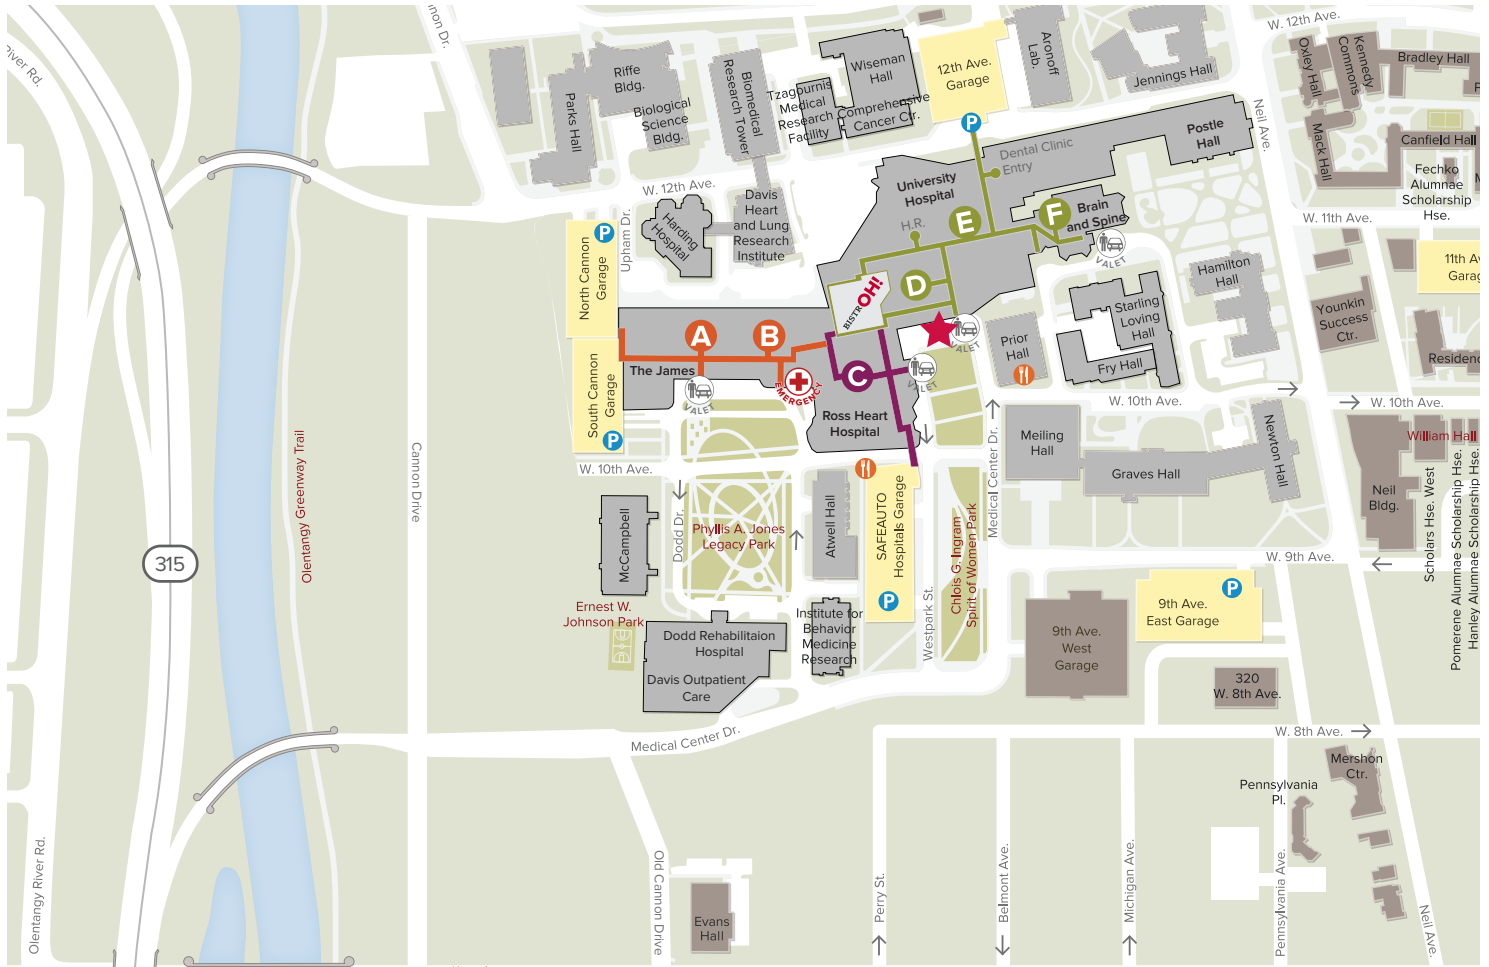 W. 12th Ave.
River Rd.
Cannon Dr.
Riffe
Bldg.
Parks Hall
Biological
Science
Bldg.
Biomedical
Research Tower
Tzagournis
Medical
Research
Facility
Wiseman
Hall
Comprehensive
Cancer Ctr.
12th Ave.
Garage
P
Aronoff
Lab.
Jennings Hall
Oxley Hall
Kennedy
Commons
Bradley Hall
Mack Hall
Canfield Hall
Fechko
Alumnae
Scholarship
Hse.
Neil Ave.
Postle
Hall
Dental Clinic
Entry
University
Hospital
H.R.
E
F
Brain
and Spine
VALET
W. 12th Ave.
Upham Dr.
Harding
Hospital
Davis
Heart
and Lung
Research
Institute
P
North Cannon
Garage
W. 11th Ave.
11th Av
Garag
Hamilton
Hall
Younkin
Success
Ctr.
Residenc
Starling
Loving
Hall
Fry Hall
Prior
Hall
D
BISTROOH!
VALET
A
B
C
The James
VALET
EMERGENCY
VALET
Ross Heart
Hospital
South Cannon
Garage
P
W. 10th Ave.
W. 10th Ave.
W. 10th Ave.
William Hall
Meiling
Hall
Graves Hall
Newton Hall
Neil
Bldg.
Scholars Hse. West
Pomerene Alumnae Scholarship Hse.
Hanley Alumnae Scholarship Hse.
Olentangy Greenway Trail
Cannon Drive
315
McCampbell
Dodd Dr.
Phyllis A. Jones
Legacy Park
Atwell Hall
SAFEAUTO
Hospitals Garage
P
Westpark St.
Chlois G. Ingram
Spirit of Women Park
Medical Center Dr.
W. 9th Ave.
9th Ave.
East Garage
P
9th Ave.
West
Garage
320
W. 8th Ave.
Ernest W.
Johnson Park
Dodd Rehabilitaion
Hospital
Davis Outpatient
Care
Institute for
Behavior
Medicine
Research
Medical Center Dr.
W. 8th Ave.
Mershon
Ctr.
Pennsylvania
Pl.
Olentangy River Rd.
Old Cannon Drive
Evans
Hall
Perry St.
Belmont Ave.
Michigan Ave.
Pennsylvania Ave.
Neil Ave.